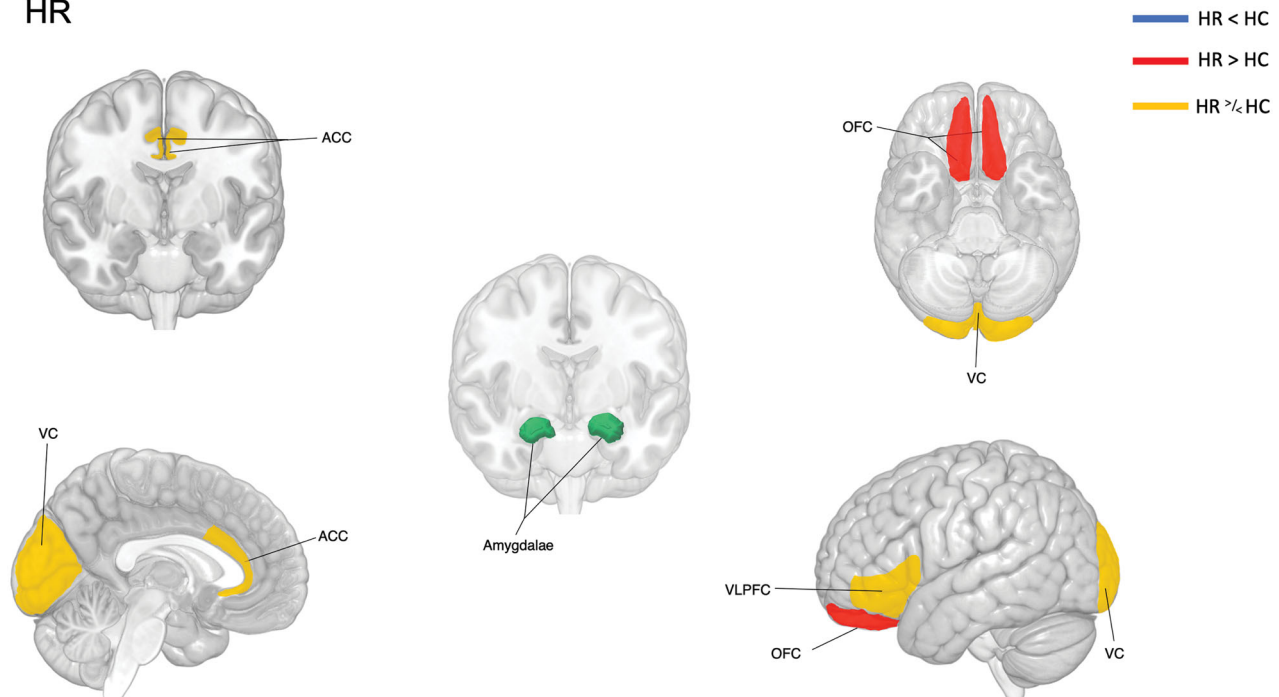 HR
HR < HC
HR > HC
HR >/< HC
ACC
OFC
VC
VC
ACC
Amygdalae
VLPFC
OFC
VC